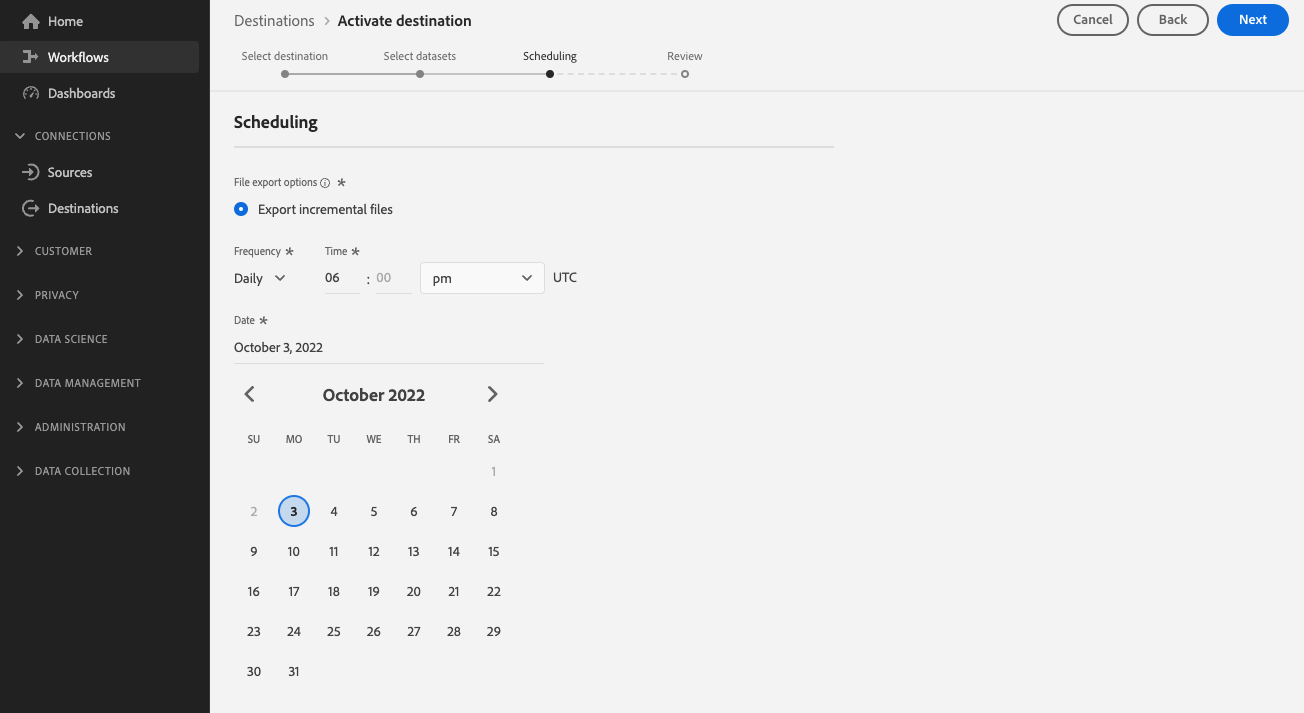 Home
Workflows
Dashboards
CONNECTIONS
Sources
Destinations
CUSTOMER
PRIVACY
DATA SCIENCE
DATA MANAGEMENT
ADMINISTRATION
DATA COLLECTION
Destinations > Activate destination
Cancel Back Next
Select destination Select datasets Scheduling Review
Scheduling
File export options *
Export incremental files
Frequency * Time *
Daily 06 : 00 pm UTC
Date *
October 3, 2022
October 2022
SU MO TU WE TH FR SA
1
2 3 4 5 6 7 8
9 10 11 12 13 14 15
16 17 18 19 20 21 22
23 24 25 26 27 28 29
30 31